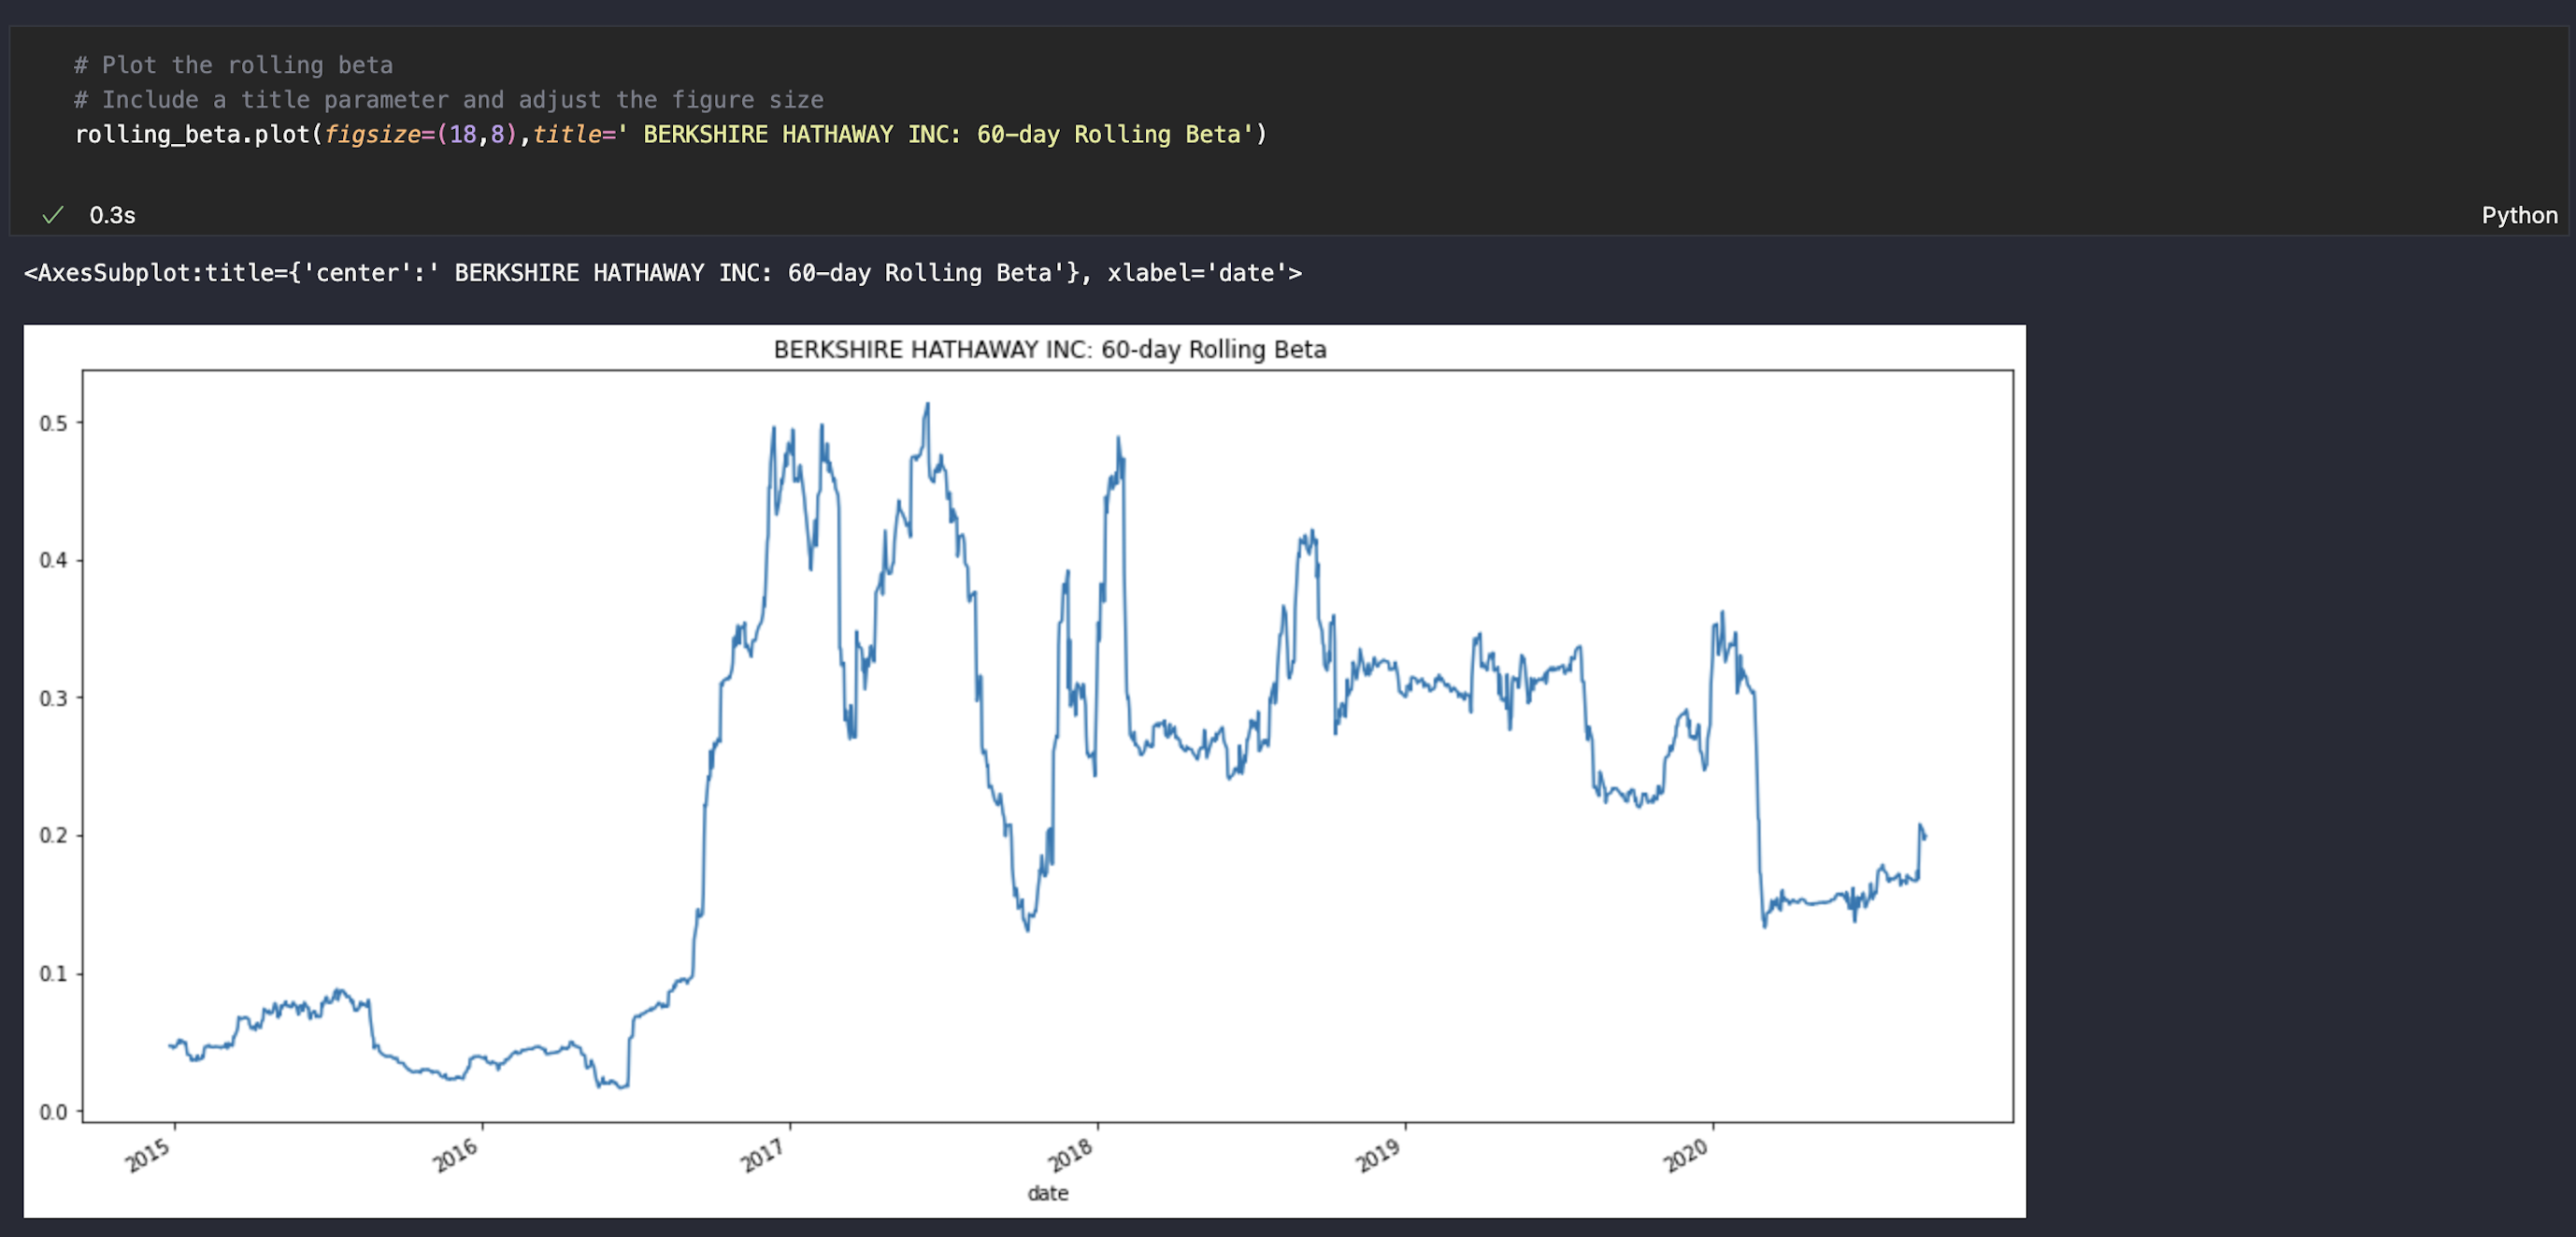 # Plot the rolling beta
# Include a title parameter and adjust the figure size
rolling_beta.plot(figsize=(18,8),title=' BERKSHIRE HATHAWAY INC: 60-day Rolling Beta')
✓ 0.3s
Python
<AxesSubplot:title={'center':' BERKSHIRE HATHAWAY INC: 60-day Rolling Beta'}, xlabel='date'>
BERKSHIRE HATHAWAY INC: 60-day Rolling Beta
0.5
0.4
0.3
0.2
0.1
0.0
2015 2016 2017 2018 2019 2020
date